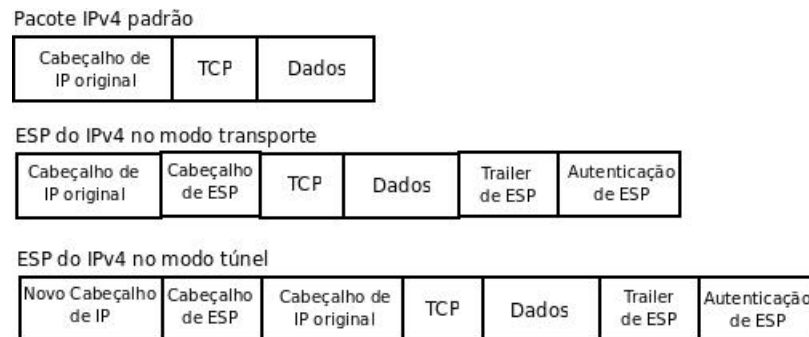 Pacote IPv4 padrão
Cabeçalho de
IP original
TCP
Dados
ESP do IPv4 no modo transporte
Cabeçalho de
IP original
Cabeçalho
de ESP
TCP
Dados
Trailer
de ESP
Autenticação
de ESP
ESP do IPv4 no modo túnel
Novo Cabeçalho
de IP
Cabeçalho
de ESP
Cabeçalho de
IP original
TCP
Dados
Trailer
de ESP
Autenticação
de ESP